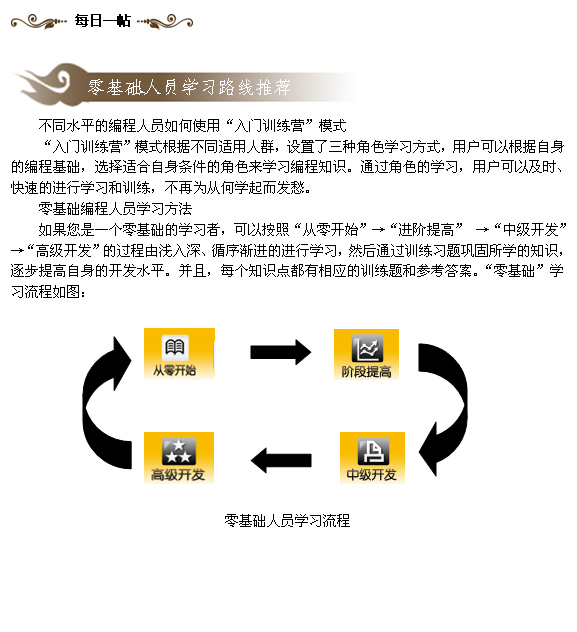 每日一帖
零基础人员学习路线推荐
不同水平的编程人员如何使用“入门训练营”模式
“入门训练营”模式根据不同适用人群，设置了三种角色学习方式，用户可以根据自身
的编程基础，选择适合自身条件的角色来学习编程知识。通过角色的学习，用户可以及时、
快速的进行学习和训练，不再为从何学起而发愁。
零基础编程人员学习方法
如果您是一个零基础的学习者，可以按照“从零开始”→“进阶提高” →“中级开发”
→“高级开发”的过程由浅入深、循序渐进的进行学习，然后通过训练习题巩固所学的知识，
逐步提高自身的开发水平。并且，每个知识点都有相应的训练题和参考答案。“零基础”学
习流程如图：
从零开始
阶段提高
高级开发
中级开发
零基础人员学习流程